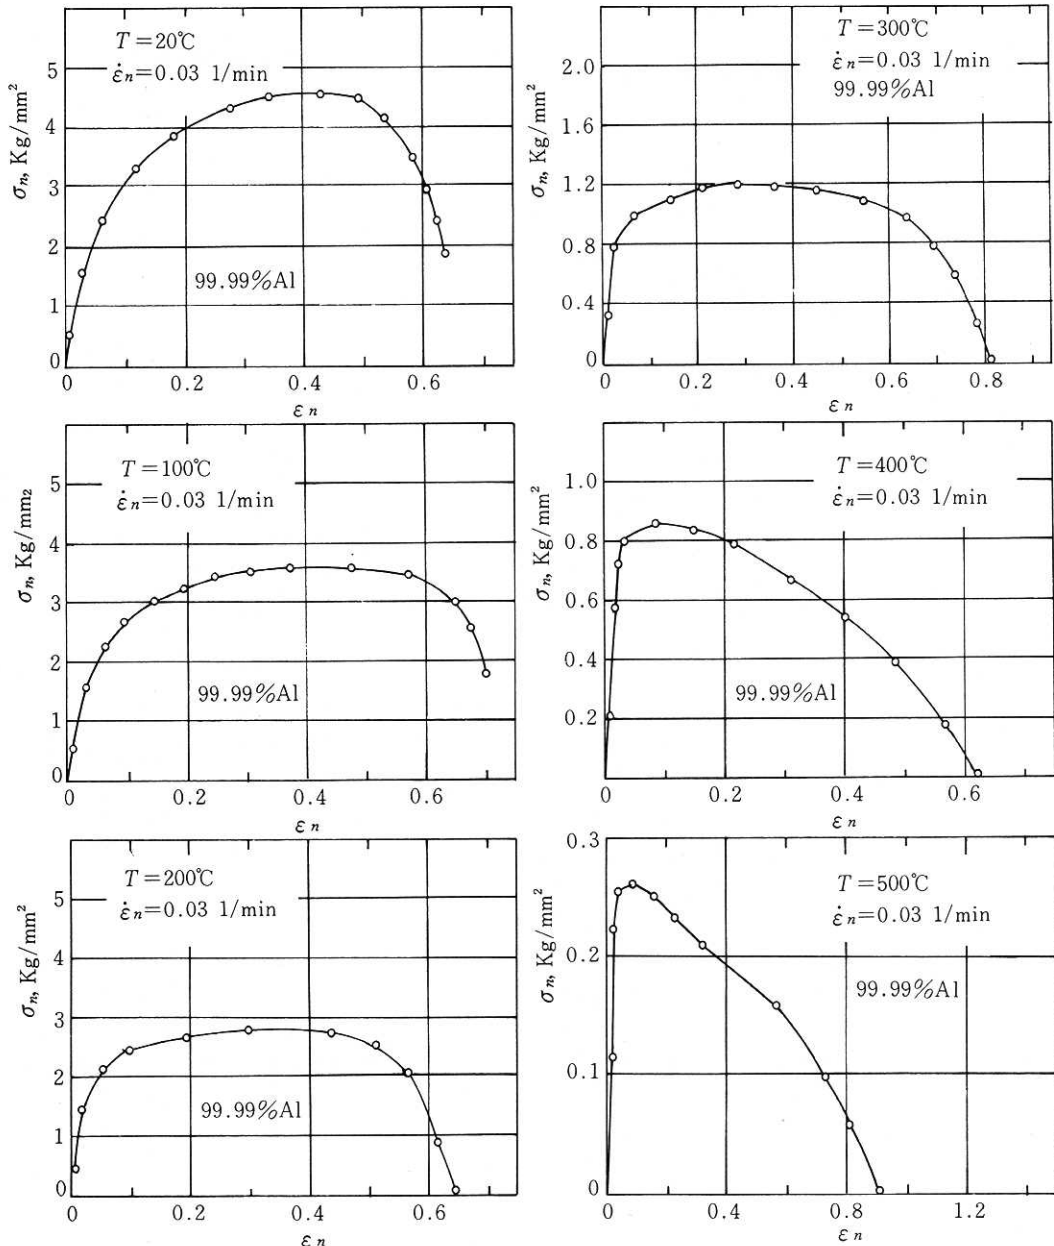 σn, Kg/mm²
T=20℃
ε̇n=0.03 1/min
99.99%Al
5
4
3
2
1
0
0 0.2 0.4 0.6
εn
σn, Kg/mm²
T=300℃
ε̇n=0.03 1/min
99.99%Al
2.0
1.6
1.2
0.8
0.4
0
0 0.2 0.4 0.6 0.8
εn
σn, Kg/mm2
T=100℃
ε̇n=0.03 1/min
99.99%Al
5
4
3
2
1
0
0 0.2 0.4 0.6
εn
σn, Kg/mm²
T=400℃
ε̇n=0.03 1/min
99.99%Al
1.0
0.8
0.6
0.4
0.2
0 0.2 0.4 0.6
εn
σn, Kg/mm²
T=200℃
ε̇n=0.03 1/min
99.99%Al
5
4
3
2
1
0
0 0.2 0.4 0.6
εn
σn, Kg/mm²
T=500℃
ε̇n=0.03 1/min
99.99%Al
0.3
0.2
0.1
0
0 0.4 0.8 1.2
εn